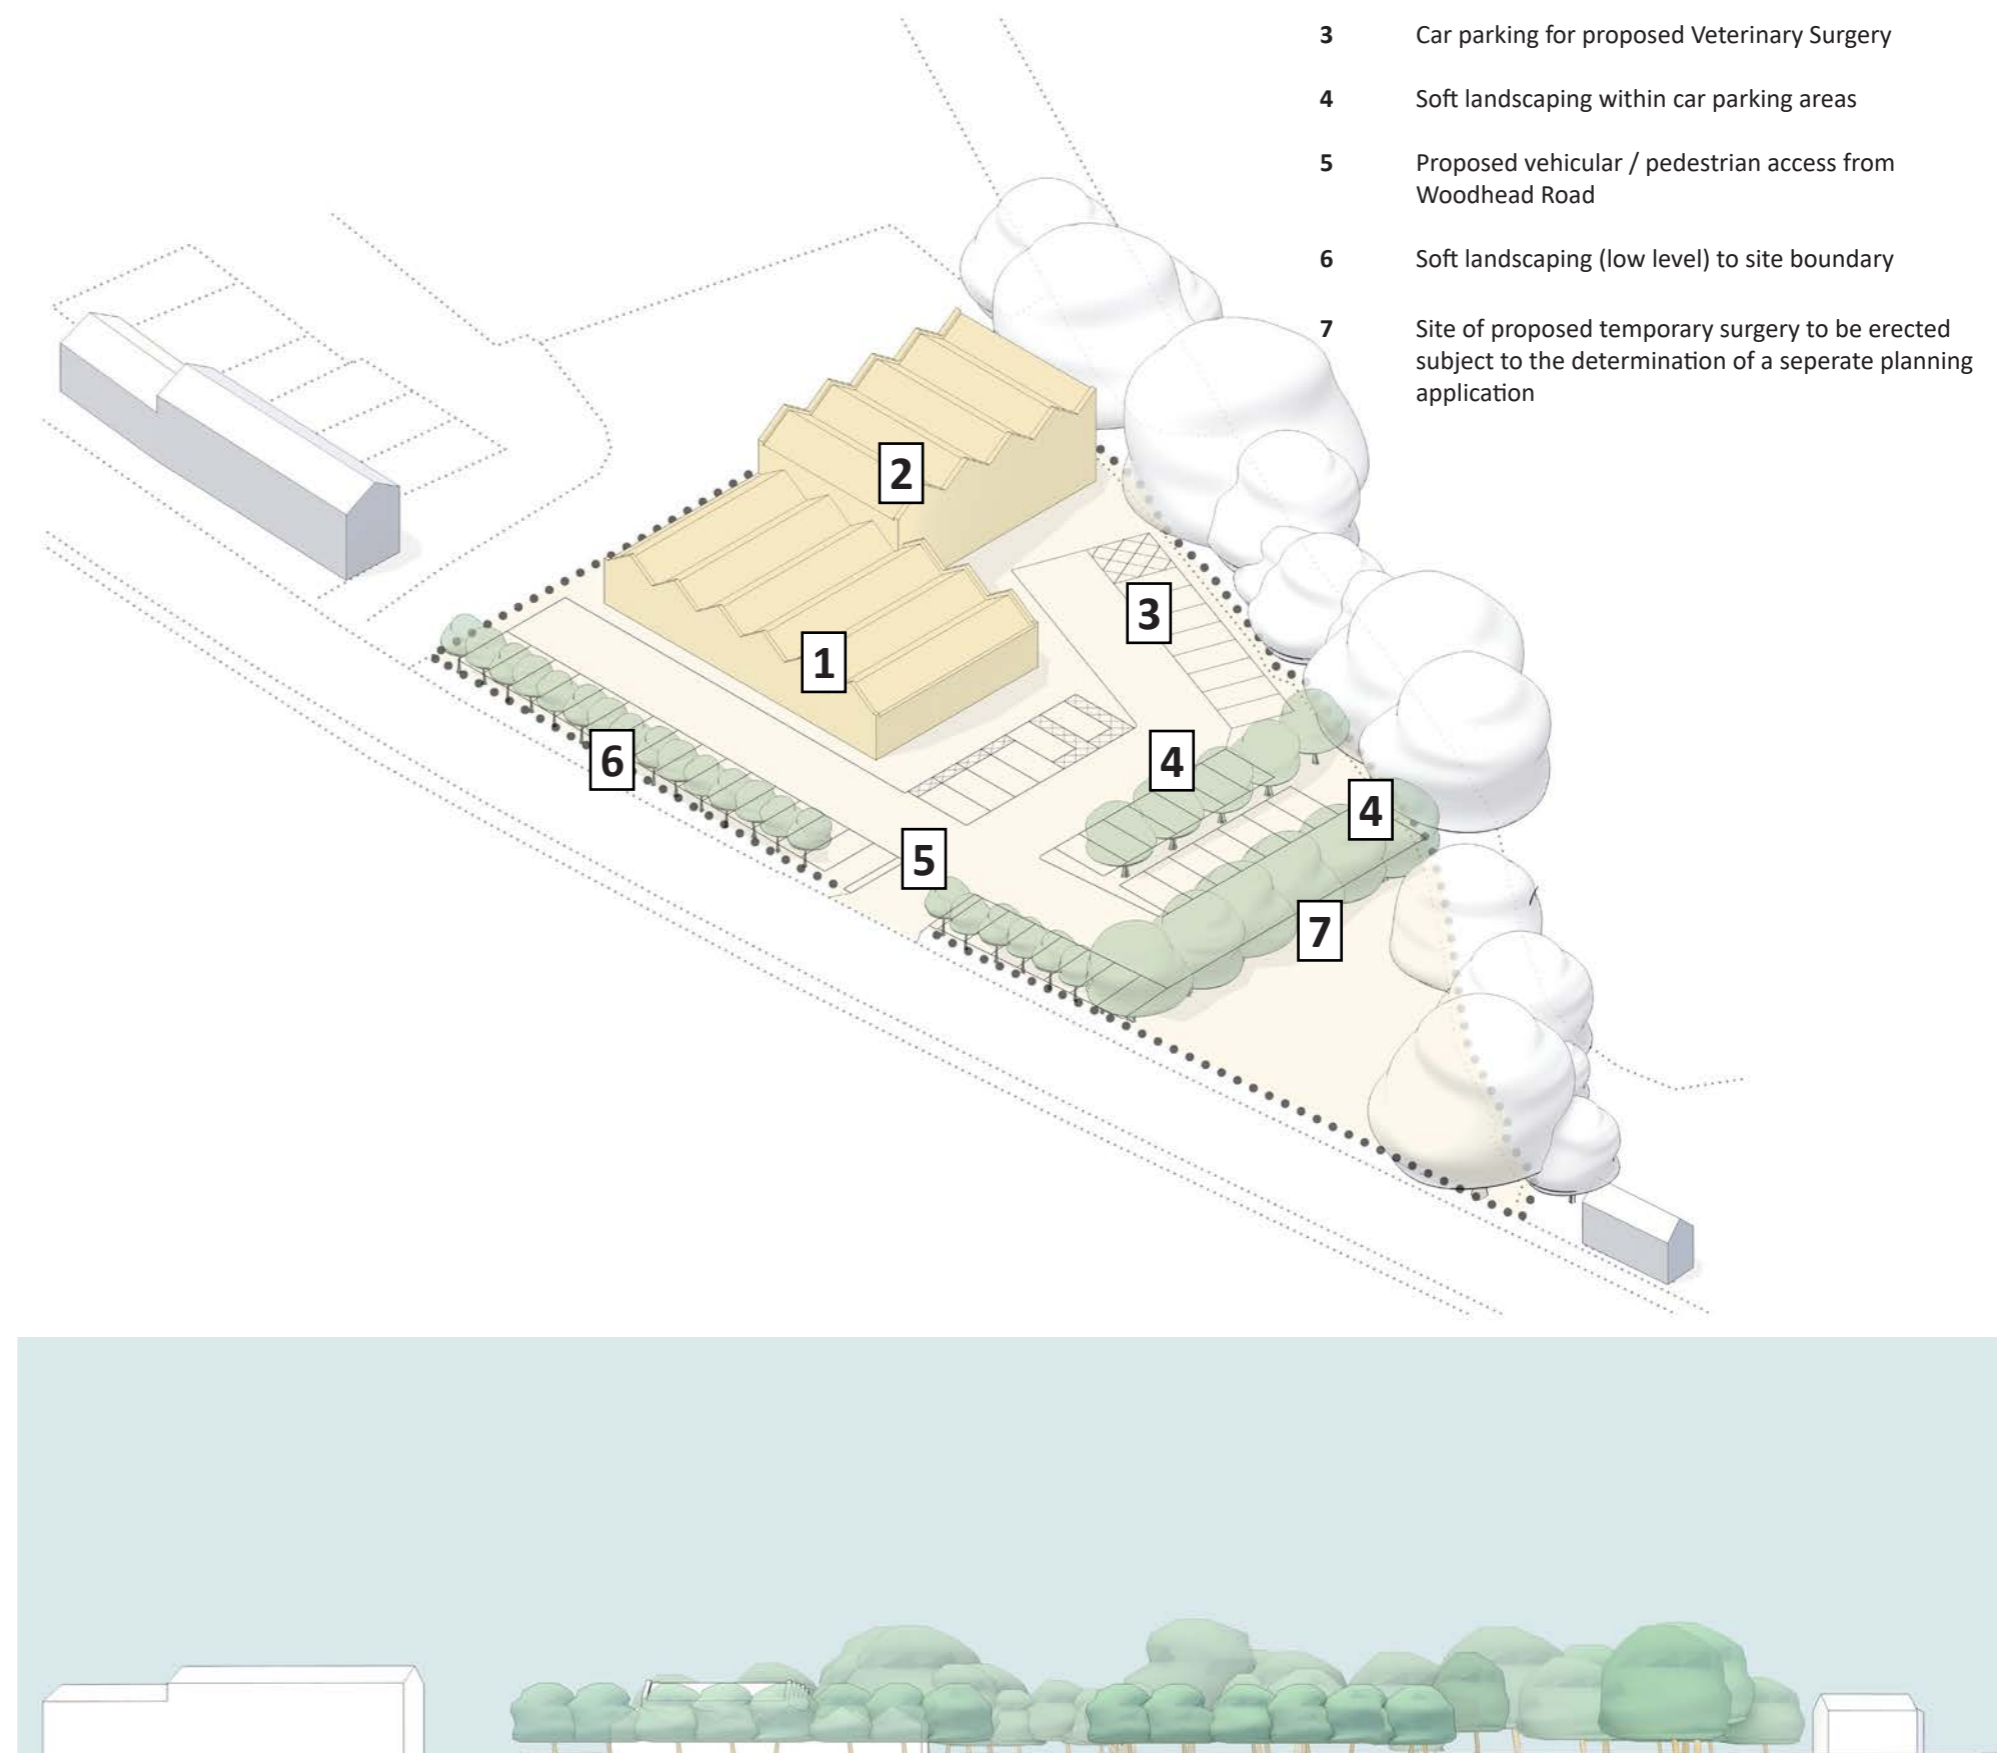 3 Car parking for proposed Veterinary Surgery
4 Soft landscaping within car parking areas
5 Proposed vehicular / pedestrian access from
Woodhead Road
6 Soft landscaping (low level) to site boundary
7 Site of proposed temporary surgery to be erected
subject to the determination of a seperate planning
application
2
3
1
6
4
4
5
7